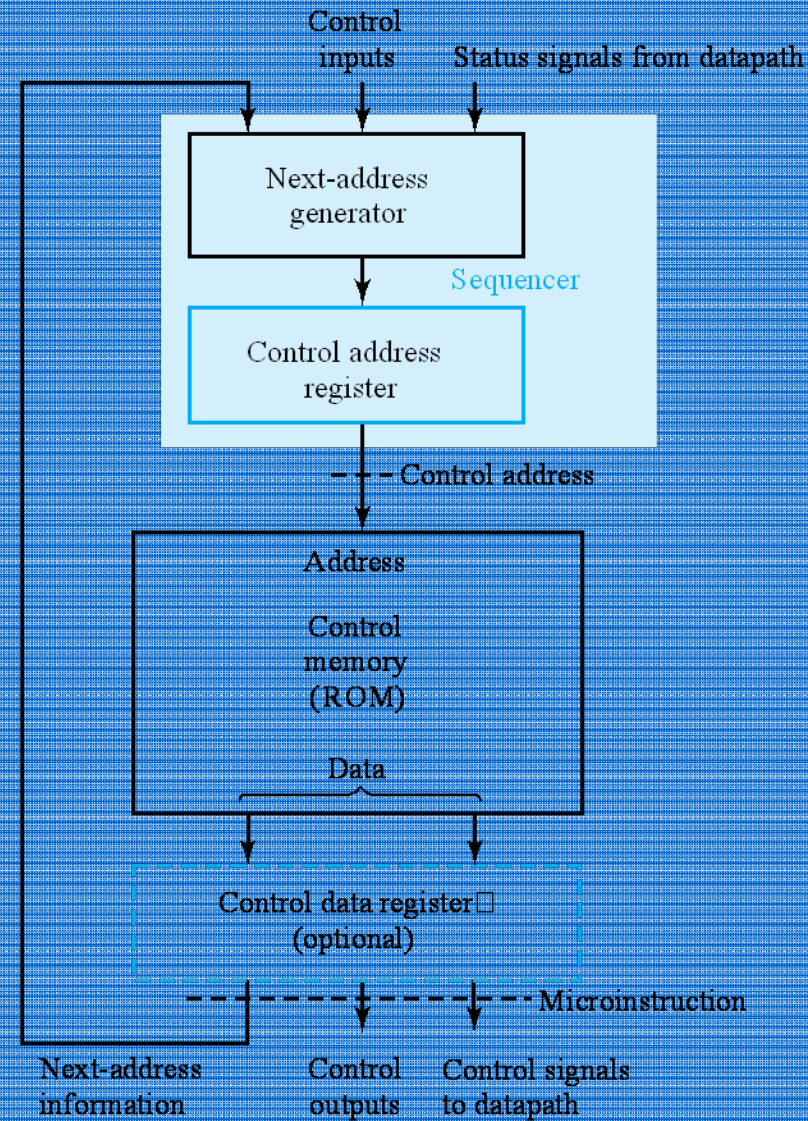 Control
inputs
Status signals from datapath
Next-address
generator
Sequencer
Control address
register
Control address
Address
Control
memory
(ROM)
Data
Control data register□
(optional)
Microinstruction
Next-address
information
Control
outputs
Control signals
to datapath